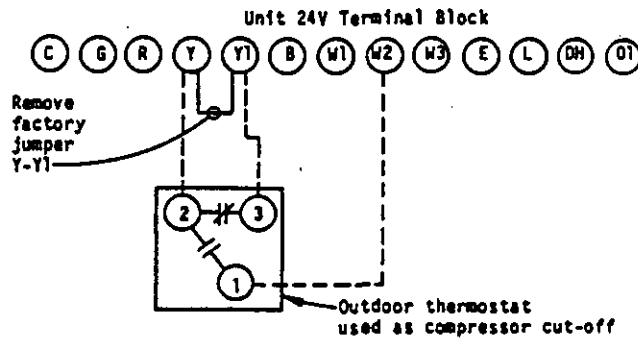 Unit 24V Terminal Block
C G R Y Y1 B W1 W2 W3 E L DH O1
Remove
factory
jumper
Y-Y1
2 3
1
Outdoor thermostat
used as compressor cut-off